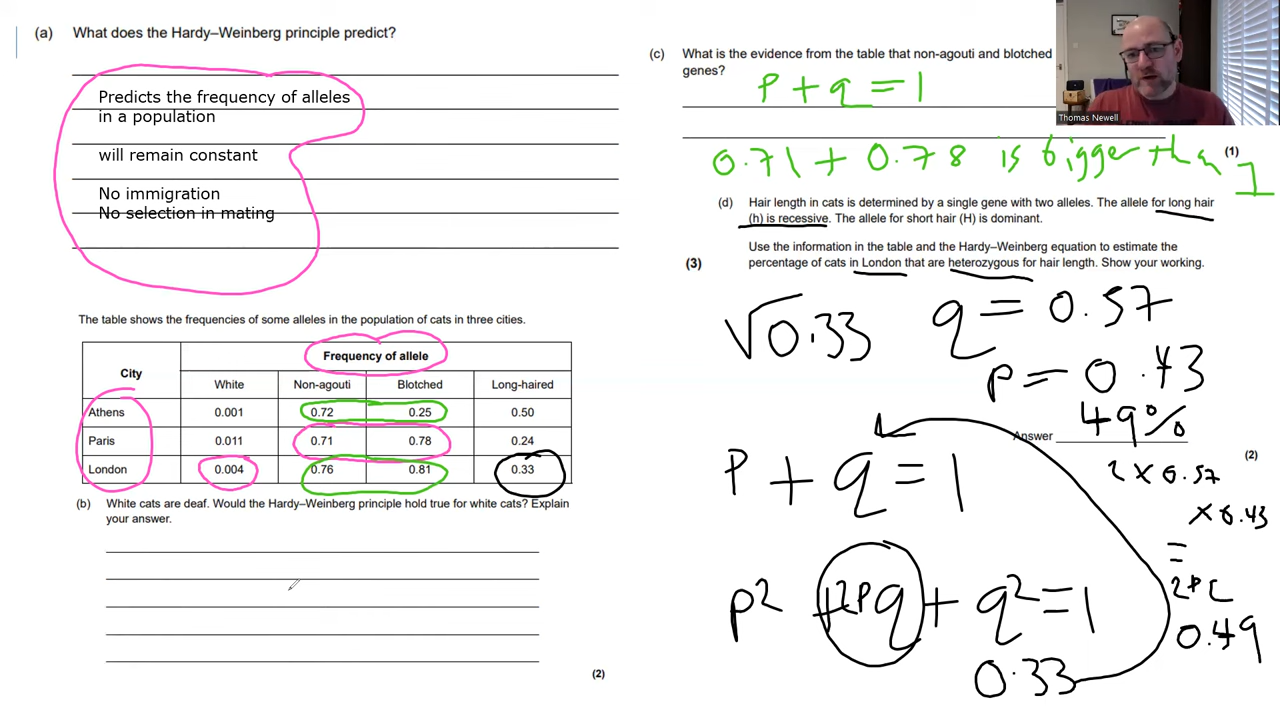 (a) What does the Hardy–Weinberg principle predict?
Predicts the frequency of alleles
in a population
will remain constant
No immigration
No selection in mating
(3)
The table shows the frequencies of some alleles in the population of cats in three cities.
City Frequency of allele
White Non-agouti Blotched Long-haired
Athens 0.001 0.72 0.25 0.50
Paris 0.011 0.71 0.78 0.24
London 0.004 0.76 0.81 0.33
(b) White cats are deaf. Would the Hardy–Weinberg principle hold true for white cats? Explain
your answer.
(2)
(c) What is the evidence from the table that non-agouti and blotched
genes?
p + q = 1
(1)
0.71 + 0.78 is bigger than 1
Thomas Newell
(d) Hair length in cats is determined by a single gene with two alleles. The allele for long hair
(h) is recessive. The allele for short hair (H) is dominant.
Use the information in the table and the Hardy–Weinberg equation to estimate the
percentage of cats in London that are heterozygous for hair length. Show your working.
√0.33 q = 0.57
p = 0.43
49%
Answer
(2)
p + q = 1
2 x 0.57
x 0.43
=
0.49
p² + 2pq + q² = 1
0.33